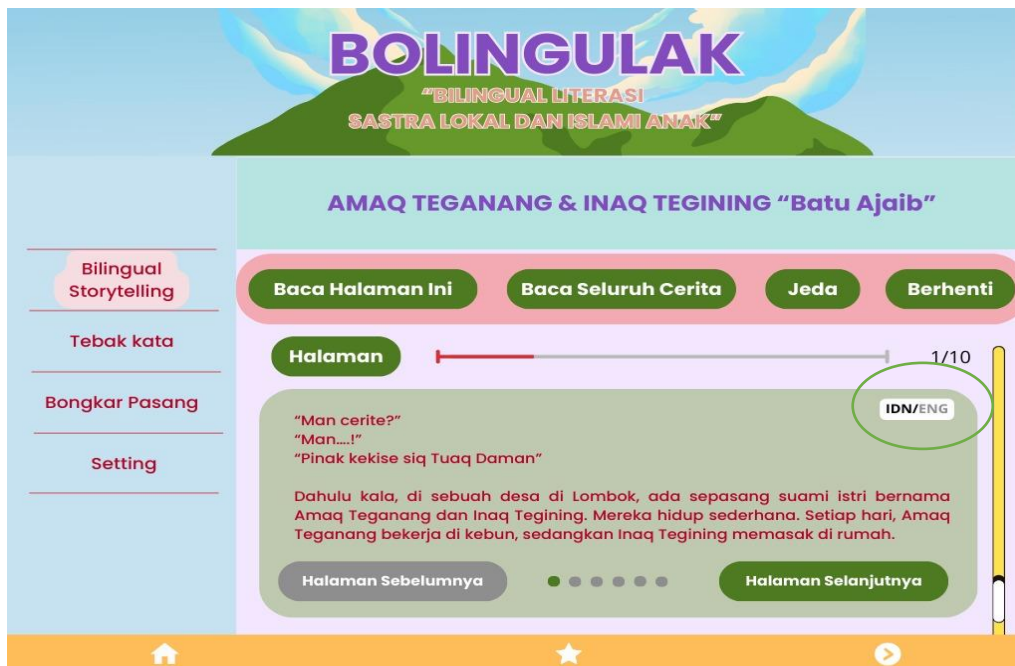 BOLINGULAK
"BILINGUAL LITERASI
SASTRA LOKAL DAN ISLAMI ANAK"
AMAQ TEGANANG & INAQ TEGINING “Batu Ajaib”
Bilingual
Storytelling
Tebak kata
Bongkar Pasang
Setting
Baca Halaman Ini
Baca Seluruh Cerita
Jeda
Berhenti
Halaman
1/10
IDN/ENG
“Man cerite?”
“Man....!”
“Pinak kekise siq Tuaq Daman”
Dahulu kala, di sebuah desa di Lombok, ada sepasang suami istri bernama
Amaq Teganang dan Inaq Tegining. Mereka hidup sederhana. Setiap hari, Amaq
Teganang bekerja di kebun, sedangkan Inaq Tegining memasak di rumah.
Halaman Sebelumnya
Halaman Selanjutnya